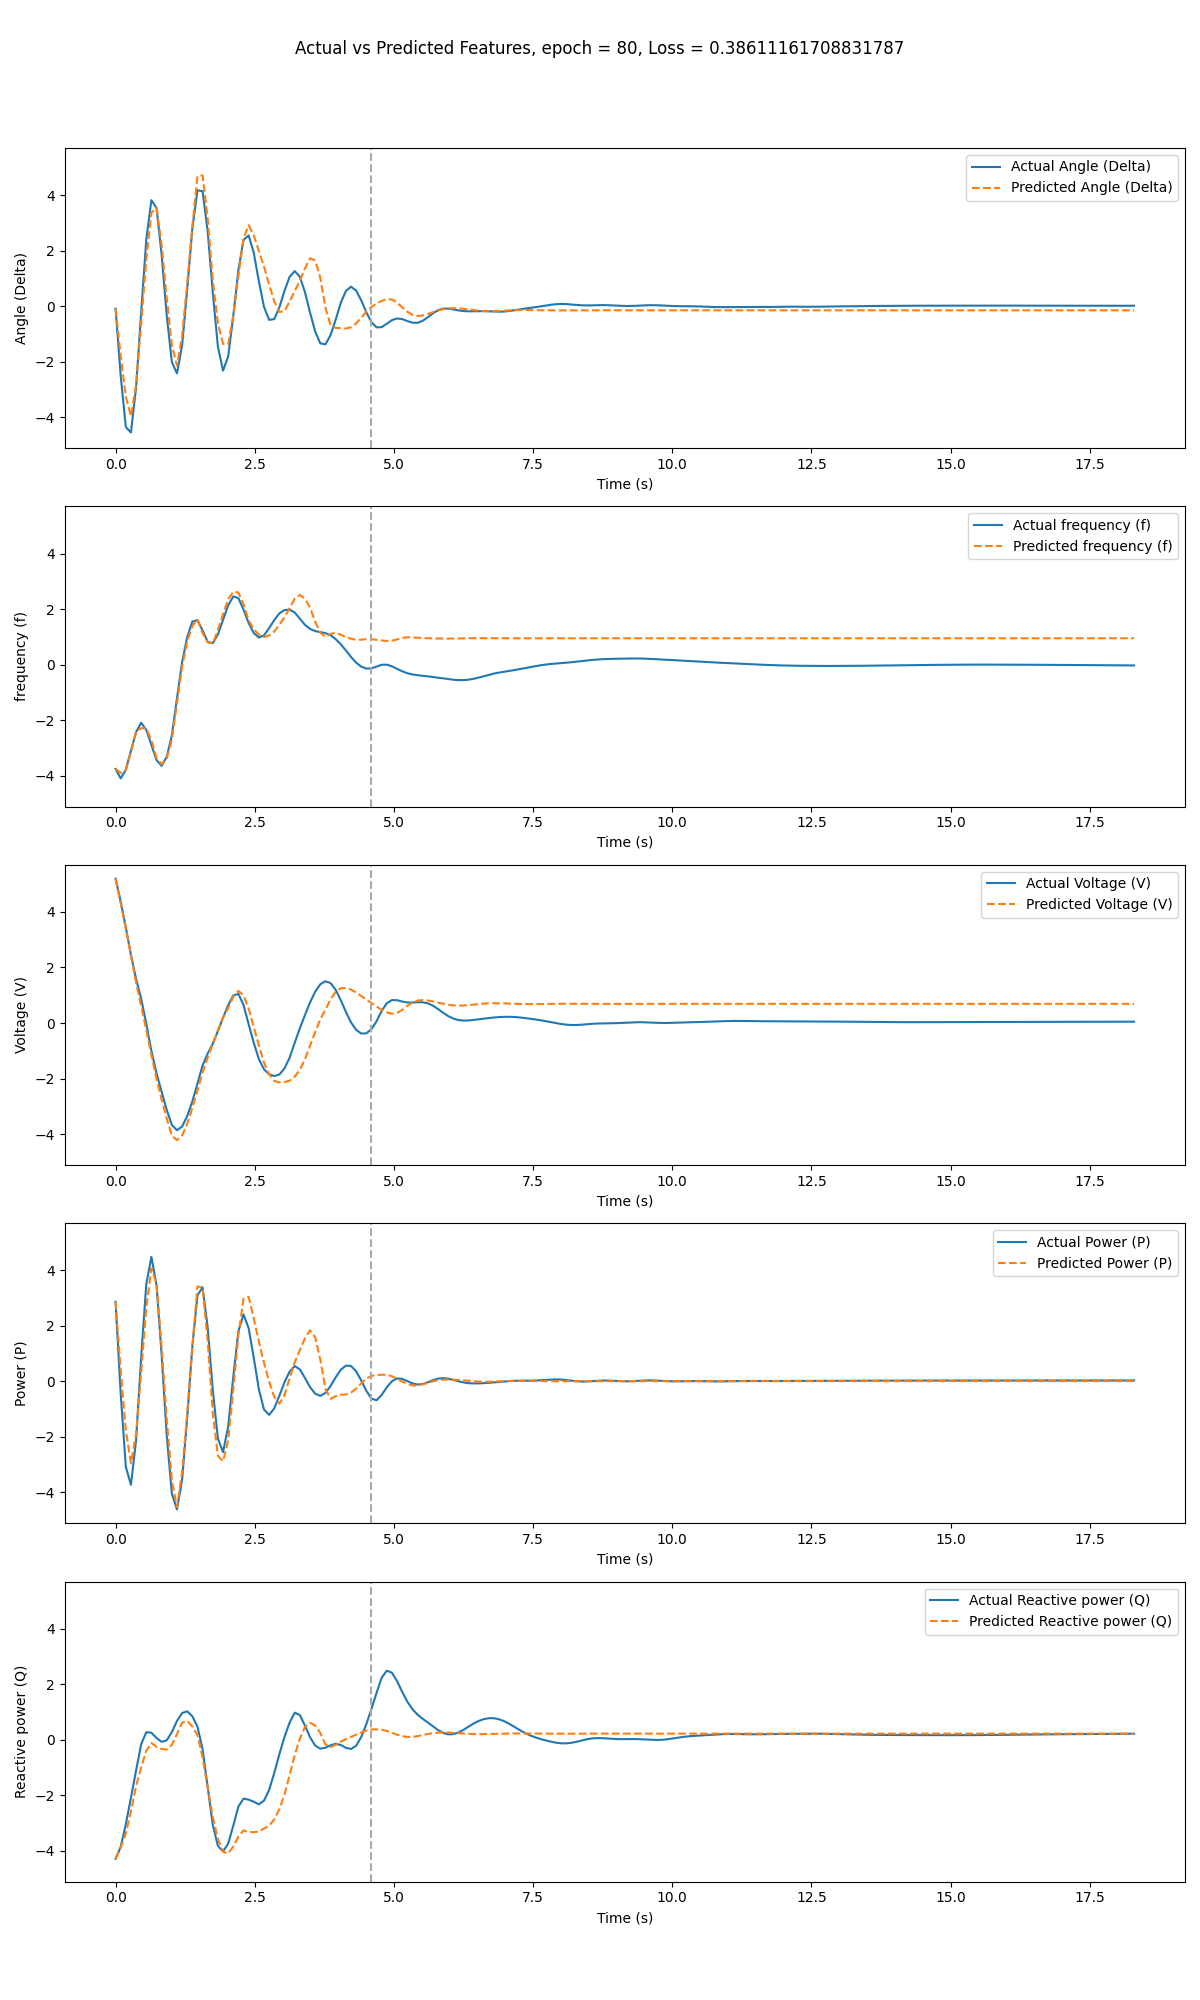 Actual vs Predicted Features, epoch = 80, Loss = 0.38611161708831787
Actual Angle (Delta)
Predicted Angle (Delta)
Angle (Delta)
4
2
0
−2
−4
0.0 2.5 5.0 7.5 10.0 12.5 15.0 17.5
Time (s)
Actual frequency (f)
Predicted frequency (f)
frequency (f)
4
2
0
−2
−4
0.0 2.5 5.0 7.5 10.0 12.5 15.0 17.5
Time (s)
Actual Voltage (V)
Predicted Voltage (V)
Voltage (V)
4
2
0
−2
−4
0.0 2.5 5.0 7.5 10.0 12.5 15.0 17.5
Time (s)
Actual Power (P)
Predicted Power (P)
Power (P)
4
2
0
−2
−4
0.0 2.5 5.0 7.5 10.0 12.5 15.0 17.5
Time (s)
Actual Reactive power (Q)
Predicted Reactive power (Q)
Reactive power (Q)
4
2
0
−2
−4
0.0 2.5 5.0 7.5 10.0 12.5 15.0 17.5
Time (s)